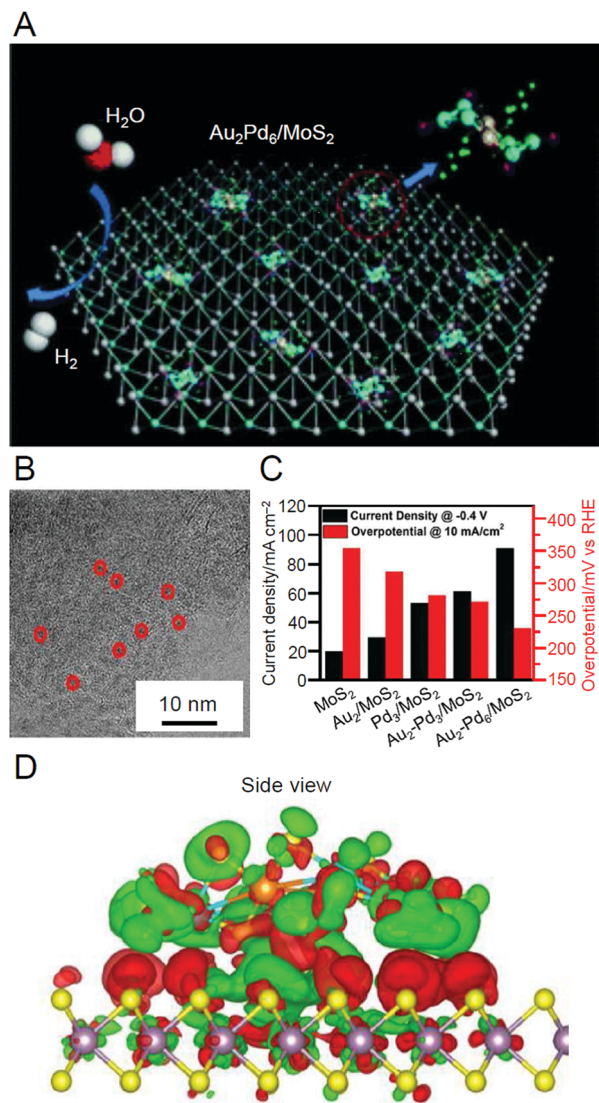 A
H₂O
Au₂Pd₆/MoS₂
H₂
B
10 nm
C
Current density/mA cm⁻²
120
100
80
60
40
20
0
Current Density @ -0.4 V
Overpotential @ 10 mA/cm²
400
350
300
250
200
150
Overpotential/mV vs RHE
MoS₂
Au₂/MoS₂
Pd₃/MoS₂
Au₂-Pd₃/MoS₂
Au₂-Pd₆/MoS₂
D
Side view